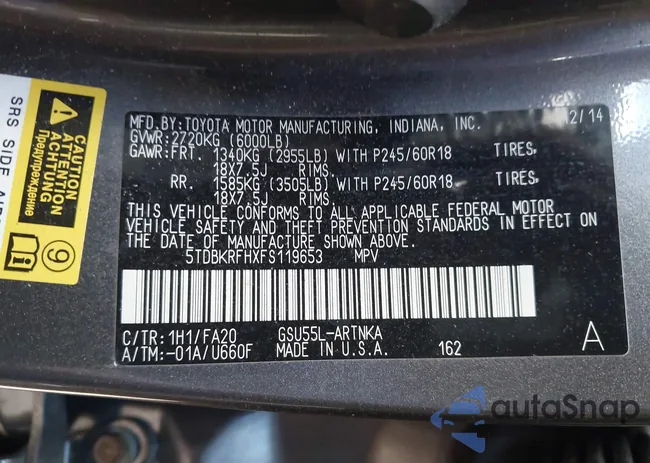 MFD.BY:TOYOTA MOTOR MANUFACTURING, INDIANA, INC. 2/14
GVWR:2720KG (6000LB)
GAWR:FRT. 1340KG (2955LB) WITH P245/60R18 TIRES,
18X7.5J RIMS.
RR. 1585KG (3505LB) WITH P245/60R18 TIRES,
18X7.5J RIMS.
THIS VEHICLE CONFORMS TO ALL APPLICABLE FEDERAL MOTOR
VEHICLE SAFETY AND THEFT PREVENTION STANDARDS IN EFFECT ON
THE DATE OF MANUFACTURE SHOWN ABOVE.
5TDBKRFHXFS119653 MPV
C/TR:1H1/FA20 GSU55L-ARTNKA
A/TM:-01A/U660F MADE IN U.S.A. 162 A
SRS SIDE AIR
CAUTION
ATTENTION
ACHTUNG
Предупреждение
9
autoSnap